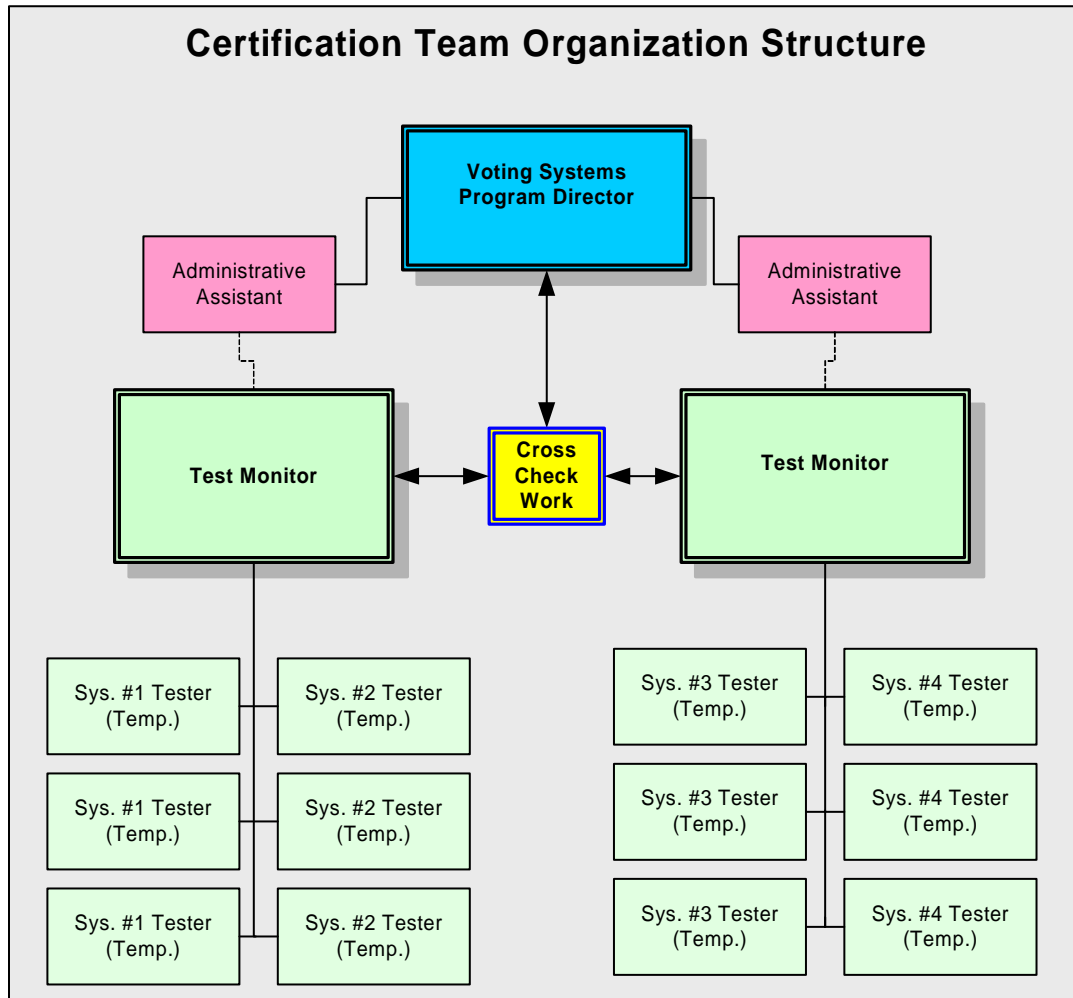 Certification Team Organization Structure
Voting Systems
Program Director
Administrative
Assistant
Administrative
Assistant
Test Monitor
Cross
Check
Work
Test Monitor
Sys. #1 Tester
(Temp.)
Sys. #2 Tester
(Temp.)
Sys. #3 Tester
(Temp.)
Sys. #4 Tester
(Temp.)
Sys. #1 Tester
(Temp.)
Sys. #2 Tester
(Temp.)
Sys. #3 Tester
(Temp.)
Sys. #4 Tester
(Temp.)
Sys. #1 Tester
(Temp.)
Sys. #2 Tester
(Temp.)
Sys. #3 Tester
(Temp.)
Sys. #4 Tester
(Temp.)